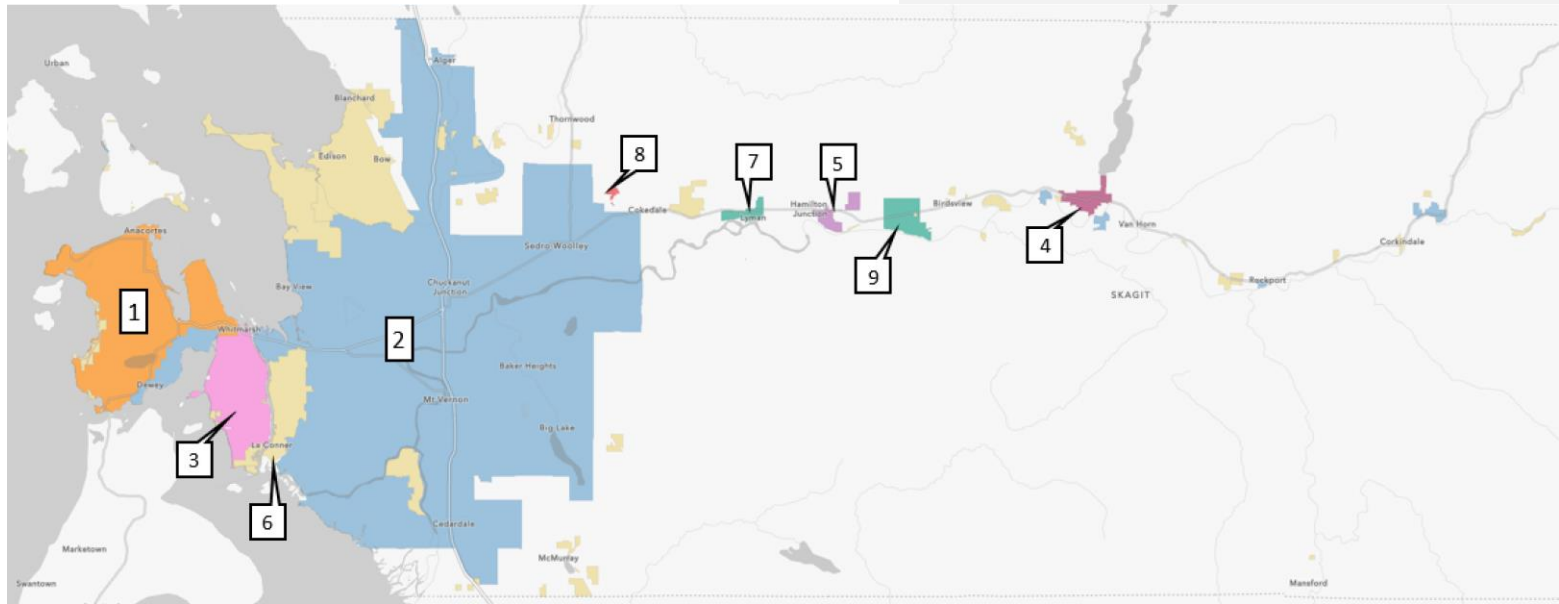 Urban
Alger
Blanchard
Thornwood
Edison
Bow
8
7
5
Cokedale
Lyman
Hamilton
Junction
Birdsview
4
Van Horn
Anacortes
Sedro-Woolley
Corkindale
9
Bay View
Chuckanut
Junction
Rockport
SKAGIT
1
Whitmarsh
2
Baker Heights
Dewey
Mt Vernon
Big Lake
3
La Conner
6
Cedardale
Marketown
McMurray
Swantown
Mansford